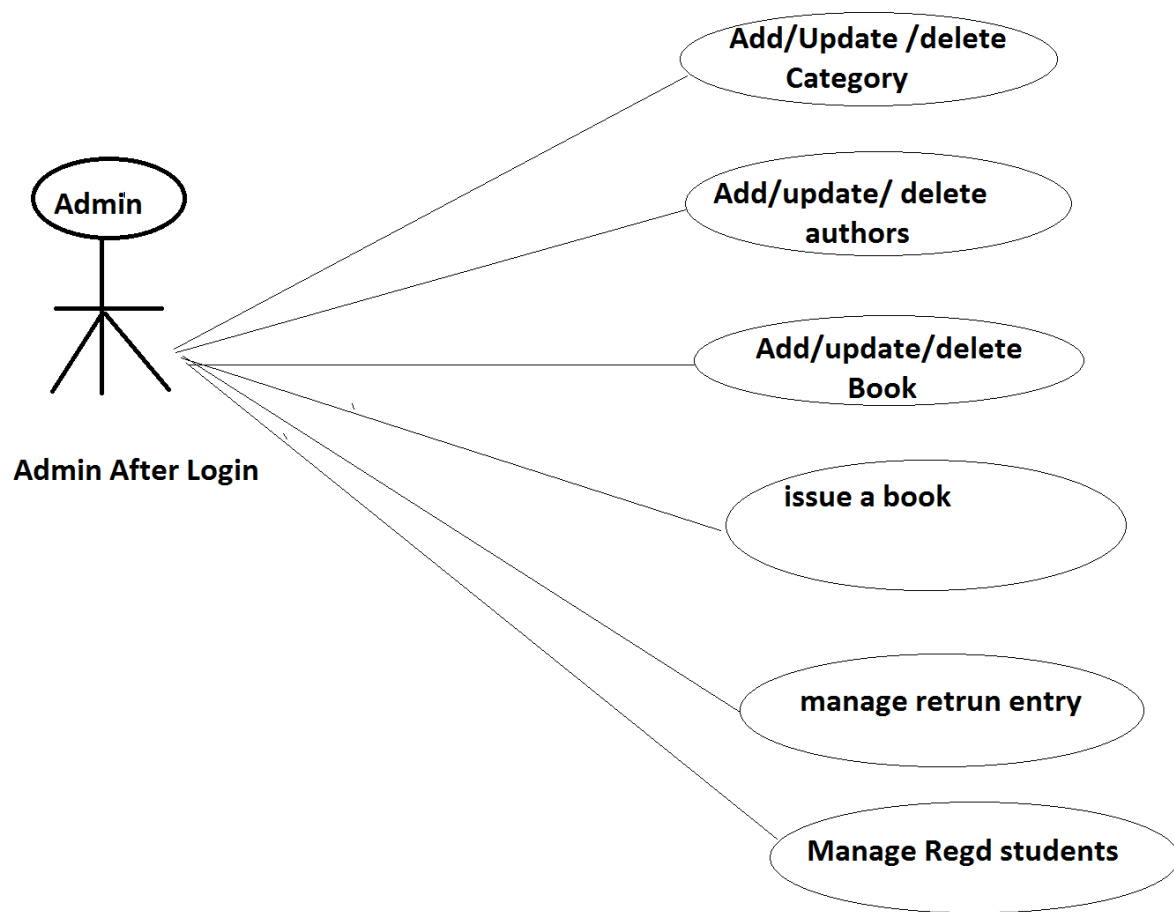 Add/Update /delete
Category
Admin
Add/update/ delete
authors
Add/update/delete
Book
Admin After Login
issue a book
manage retrun entry
Manage Regd students